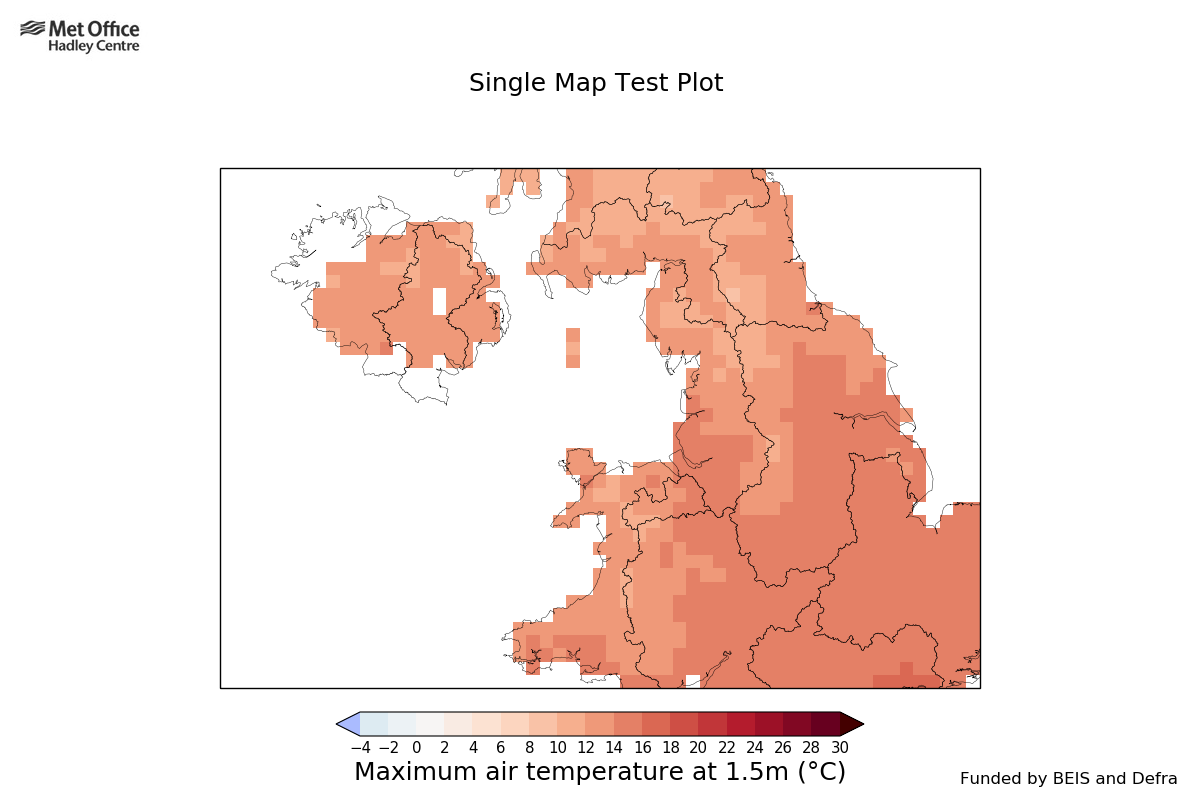 Met Office
Hadley Centre
Single Map Test Plot
−4 −2 0 2 4 6 8 10 12 14 16 18 20 22 24 26 28 30
Maximum air temperature at 1.5m (°C)
Funded by BEIS and Defra